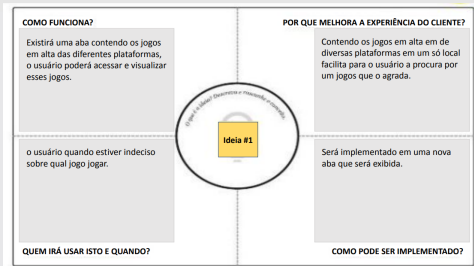 COMO FUNCIONA?
POR QUE MELHORA A EXPERIÊNCIA DO CLIENTE?
Existirá uma aba contendo os jogos
em alta das diferentes plataformas,
o usuário poderá acessar e visualizar
esses jogos.
Contendo os jogos em alta em de
diversas plataformas em um só local
facilita para o usuário a procura por
um jogos que o agrada.
O que é a ideia? Descreva e
Ideia #1
o usuário quando estiver indeciso
sobre qual jogo jogar.
Será implementado em uma nova
aba que será exibida.
QUEM IRÁ USAR ISTO E QUANDO?
COMO PODE SER IMPLEMENTADO?